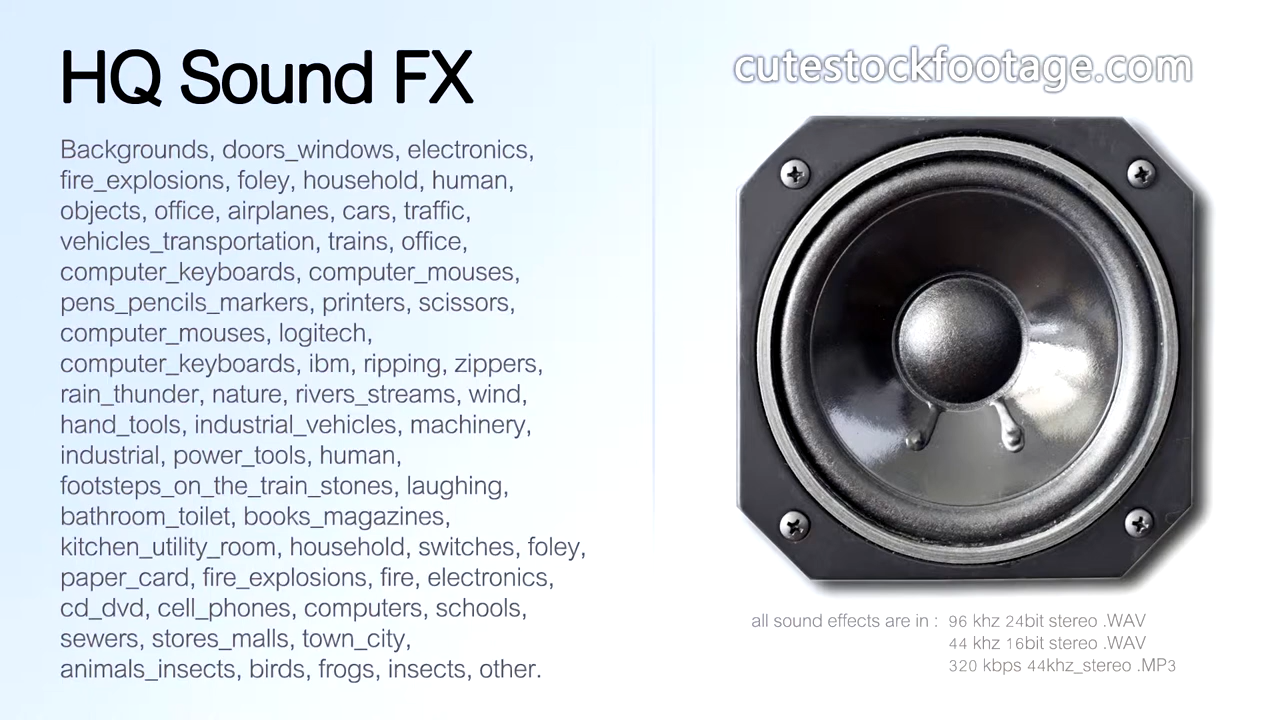 HQ Sound FX
Backgrounds, doors_windows, electronics,
fire_explosions, foley, household, human,
objects, office, airplanes, cars, traffic,
vehicles_transportation, trains, office,
computer_keyboards, computer_mouses,
pens_pencils_markers, printers, scissors,
computer_mouses, logitech,
computer_keyboards, ibm, ripping, zippers,
rain_thunder, nature, rivers_streams, wind,
hand_tools, industrial_vehicles, machinery,
industrial, power_tools, human,
footsteps_on_the_train_stones, laughing,
bathroom_toilet, books_magazines,
kitchen_utility_room, household, switches, foley,
paper_card, fire_explosions, fire, electronics,
cd_dvd, cell_phones, computers, schools,
sewers, stores_malls, town_city,
animals_insects, birds, frogs, insects, other.
cutestockfootage.com
all sound effects are in : 96 khz 24bit stereo .WAV
44 khz 16bit stereo .WAV
320 kbps 44khz_stereo .MP3